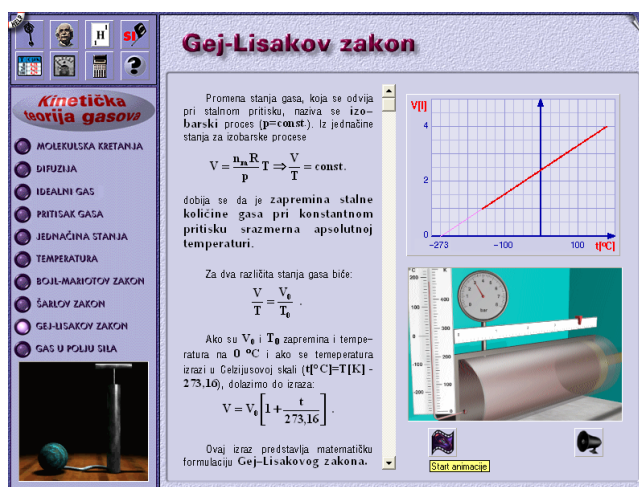 H
SI
?
Gej-Lisakov zakon
Kinetička
teorija gasova
MOLEKULSKA KRETANJA
DIFUZIJA
IDEALNI GAS
PRITISAK GASA
JEDNAČINA STANJA
TEMPERATURA
BOJL-MARIOTOV ZAKON
ŠARLOV ZAKON
GEJ-LISAKOV ZAKON
GAS U POLJU SILA
Promena stanja gasa, koja se odvija
pri stalnom pritisku, naziva se izo-
barski proces (p=const.). Iz jednačine
stanja za izobarske procese
V = n_m R / p T ⇒ V / T = const.
dobija se da je zapremina stalne
količine gasa pri konstantnom
pritisku srazmerna apsolutnoj
temperaturi.
Za dva različita stanja gasa biće:
V / T = V₀ / T₀ .
Ako su V₀ i T₀ zapremina i tempe-
ratura na 0 °C i ako se temeperatura
izrazi u Celzijusovoj skali (t[°C]=T[K] -
273,16), dolazimo do izraza:
V = V₀ [1 + t / 273,16] .
Ovaj izraz predstavlja matematičku
formulaciju Gej-Lisakovog zakona.
V[l]
4
2
0
-273
-100
100
t[°C]
°C
K
bar
Start animacije